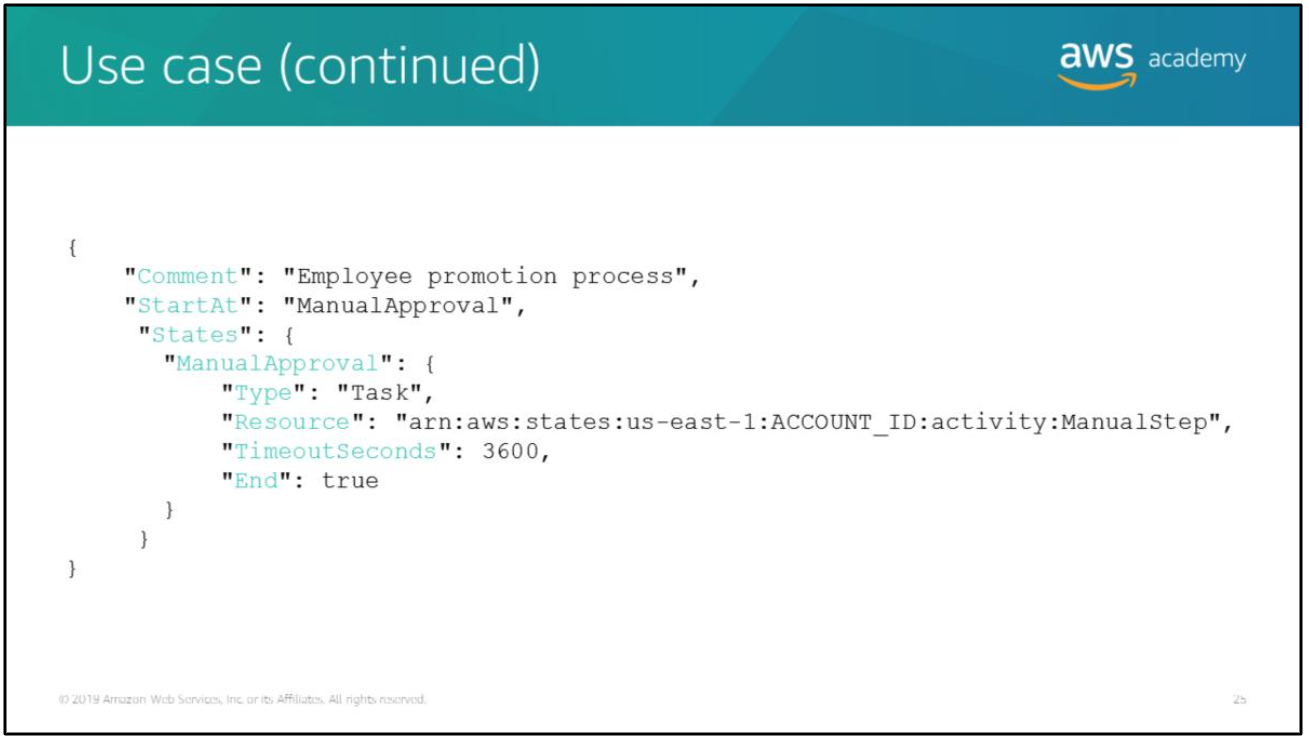 Use case (continued)
aws academy
{
"Comment": "Employee promotion process",
"StartAt": "ManualApproval",
"States": {
"ManualApproval": {
"Type": "Task",
"Resource": "arn:aws:states:us-east-1:ACCOUNT_ID:activity:ManualStep",
"TimeoutSeconds": 3600,
"End": true
}
}
}
© 2019 Amazon Web Services, Inc. or its Affiliates. All rights reserved.
25